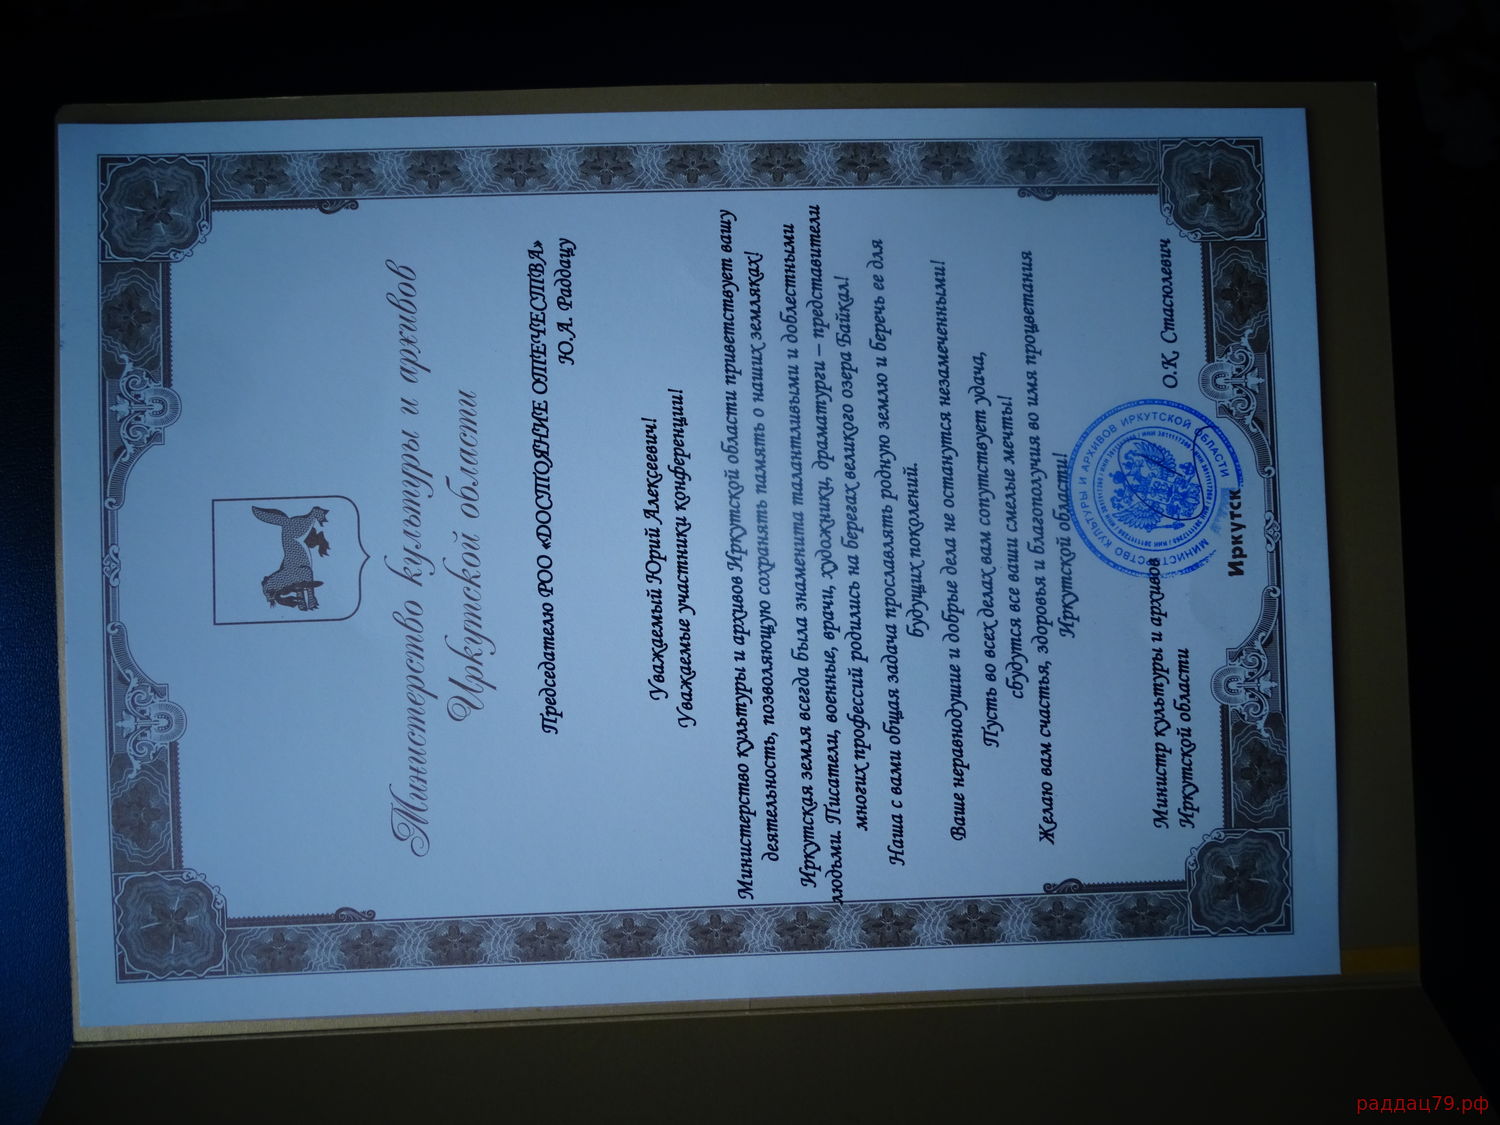 Министерство культуры и архивов
Иркутской области
Председателю РОО «ДОСТОЯНИЕ ОТЕЧЕСТВА»
Ю.А. Раддацу
Уважаемый Юрий Алексеевич!
Уважаемые участники конференции!
Министерство культуры и архивов Иркутской области приветствует вашу
деятельность, позволяющую сохранять память о наших земляках!
Иркутская земля всегда была знаменита талантливыми и доблестными
людьми. Писатели, военные, врачи, художники, драматурги – представители
многих профессий родились на берегах великого озера Байкал!
Наша с вами общая задача прославлять родную землю и беречь ее для
будущих поколений.
Ваше неравнодушие и добрые дела не останутся незамеченными!
Пусть во всех делах вам сопутствует удача,
сбудутся все ваши смелые мечты!
Желаю вам счастья, здоровья и благополучия во имя процветания
Иркутской области!
Министр культуры и архивов
Иркутской области
О.К. Стасюлевич
МИНИСТЕРСТВО КУЛЬТУРЫ И АРХИВОВ ИРКУТСКОЙ ОБЛАСТИ
Иркутск
раддац79.рф